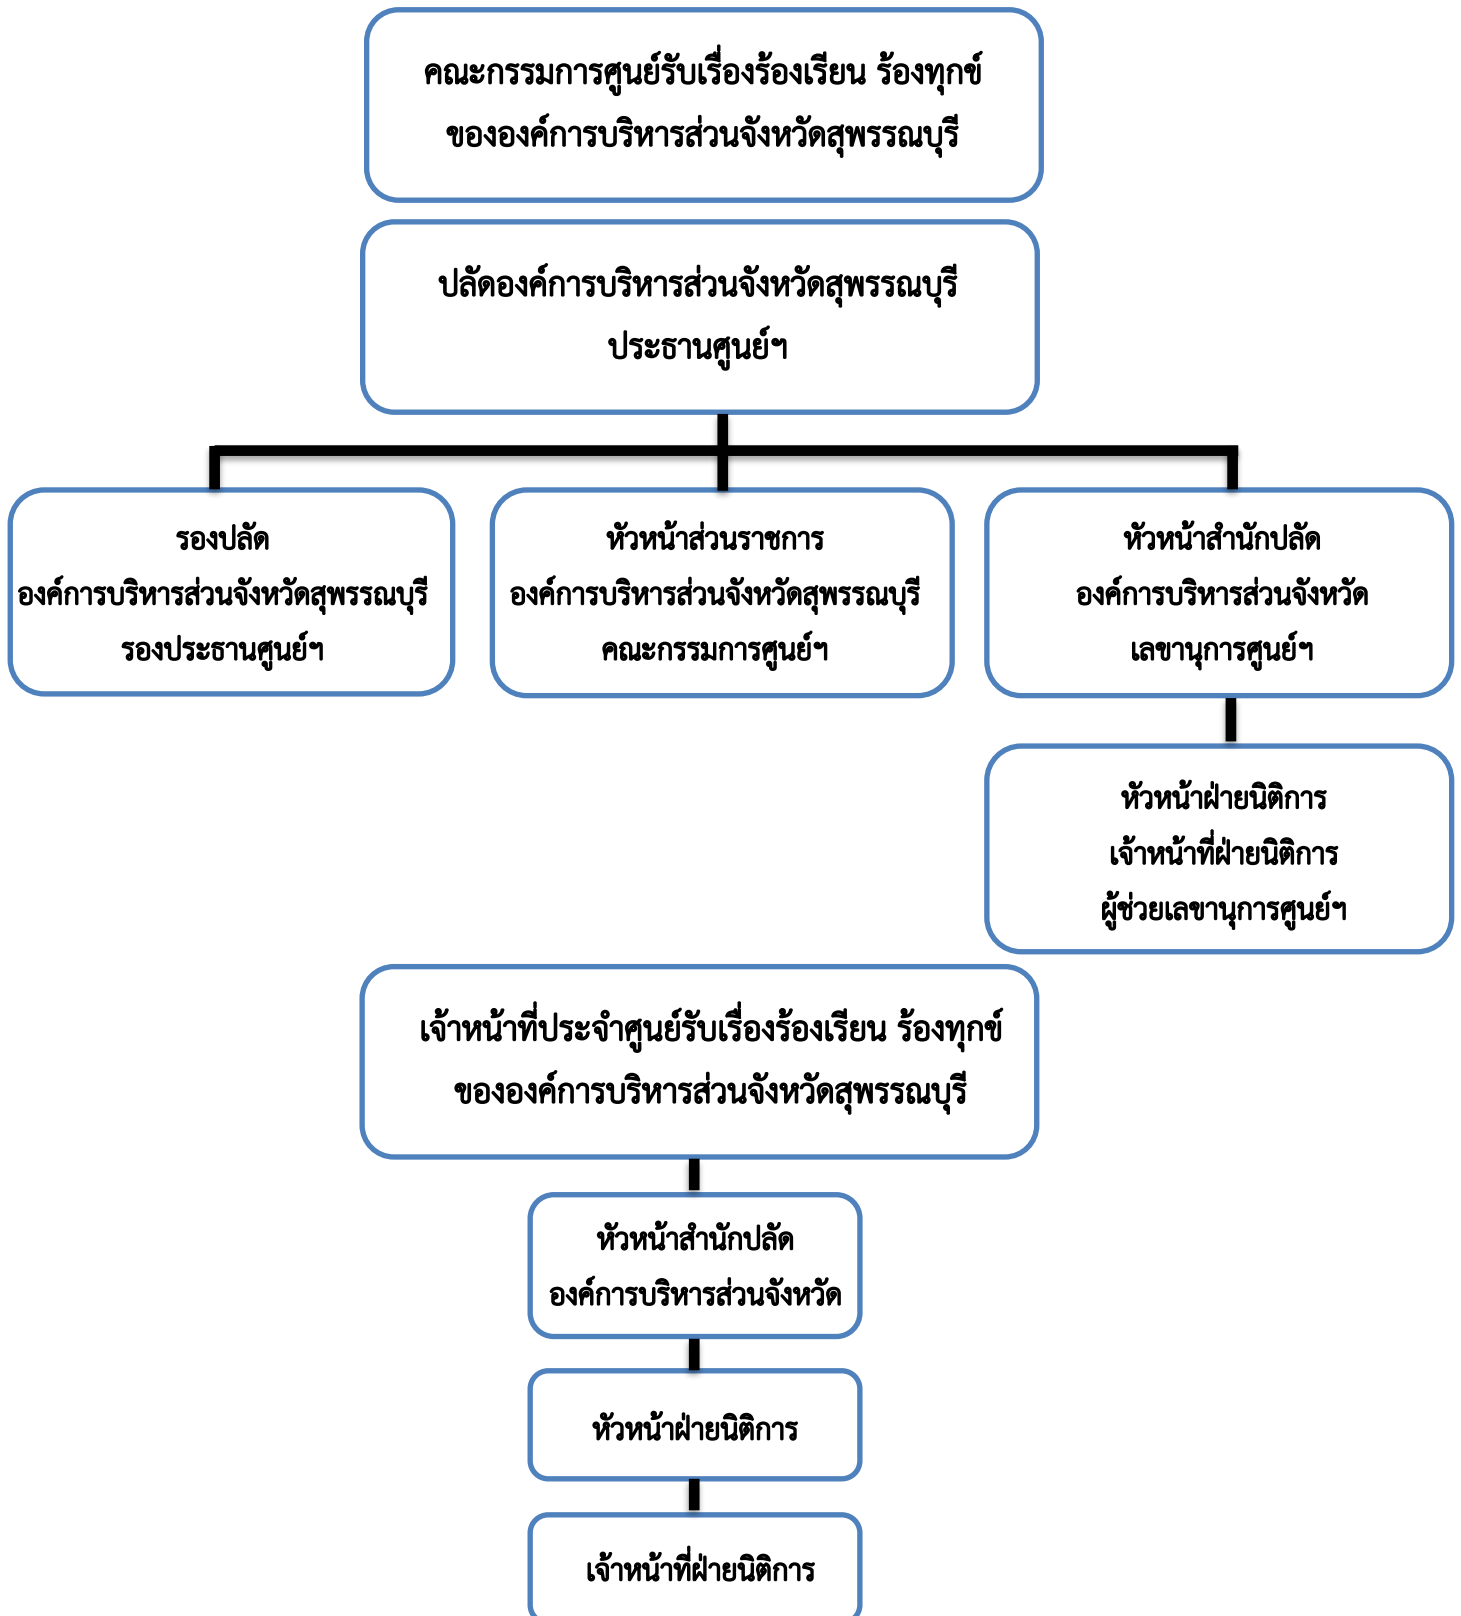 คณะกรรมการศูนย์รับเรื่องร้องเรียน ร้องทุกข์
ขององค์การบริหารส่วนจังหวัดสุพรรณบุรี
ปลัดองค์การบริหารส่วนจังหวัดสุพรรณบุรี
ประธานศูนย์ฯ
รองปลัด
องค์การบริหารส่วนจังหวัดสุพรรณบุรี
รองประธานศูนย์ฯ
หัวหน้าส่วนราชการ
องค์การบริหารส่วนจังหวัดสุพรรณบุรี
คณะกรรมการศูนย์ฯ
หัวหน้าสำนักปลัด
องค์การบริหารส่วนจังหวัด
เลขานุการศูนย์ฯ
หัวหน้าฝ่ายนิติการ
เจ้าหน้าที่ฝ่ายนิติการ
ผู้ช่วยเลขานุการศูนย์ฯ
เจ้าหน้าที่ประจำศูนย์รับเรื่องร้องเรียน ร้องทุกข์
ขององค์การบริหารส่วนจังหวัดสุพรรณบุรี
หัวหน้าสำนักปลัด
องค์การบริหารส่วนจังหวัด
หัวหน้าฝ่ายนิติการ
เจ้าหน้าที่ฝ่ายนิติการ